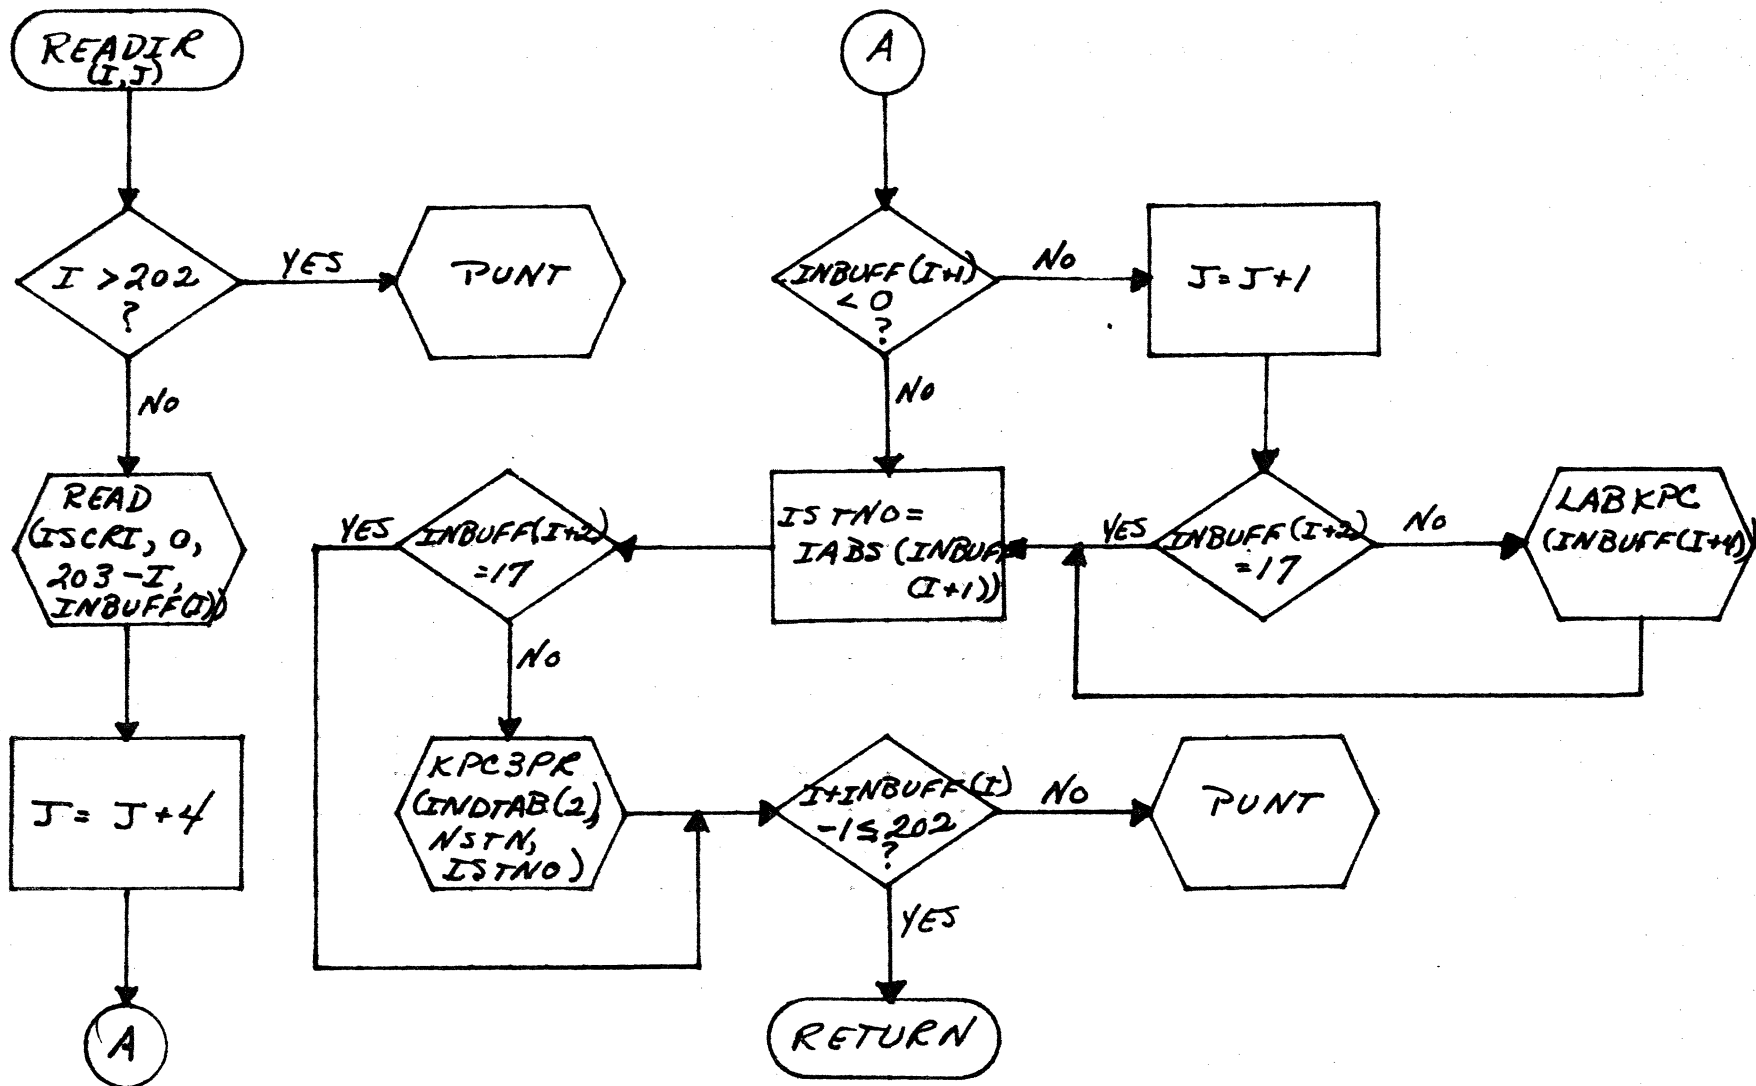 READIR
(I,J)
I > 202
?
YES
PUNT
NO
READ
(ISCRI, 0,
203-I,
INBUFF(I))
J = J+4
A
A
INBUFF(I+1)
< 0
?
NO
J = J+1
NO
ISTNO =
IABS (INBUFF
(I+1))
YES
INBUFF(I+2)
=17
NO
LABKPC
(INBUFF(I+4))
YES
INBUFF(I+2)
=17
NO
KPC3PR
(INDTAB(2),
NSTN,
ISTNO)
I+INBUFF(I)
-1≤202
?
NO
PUNT
YES
RETURN